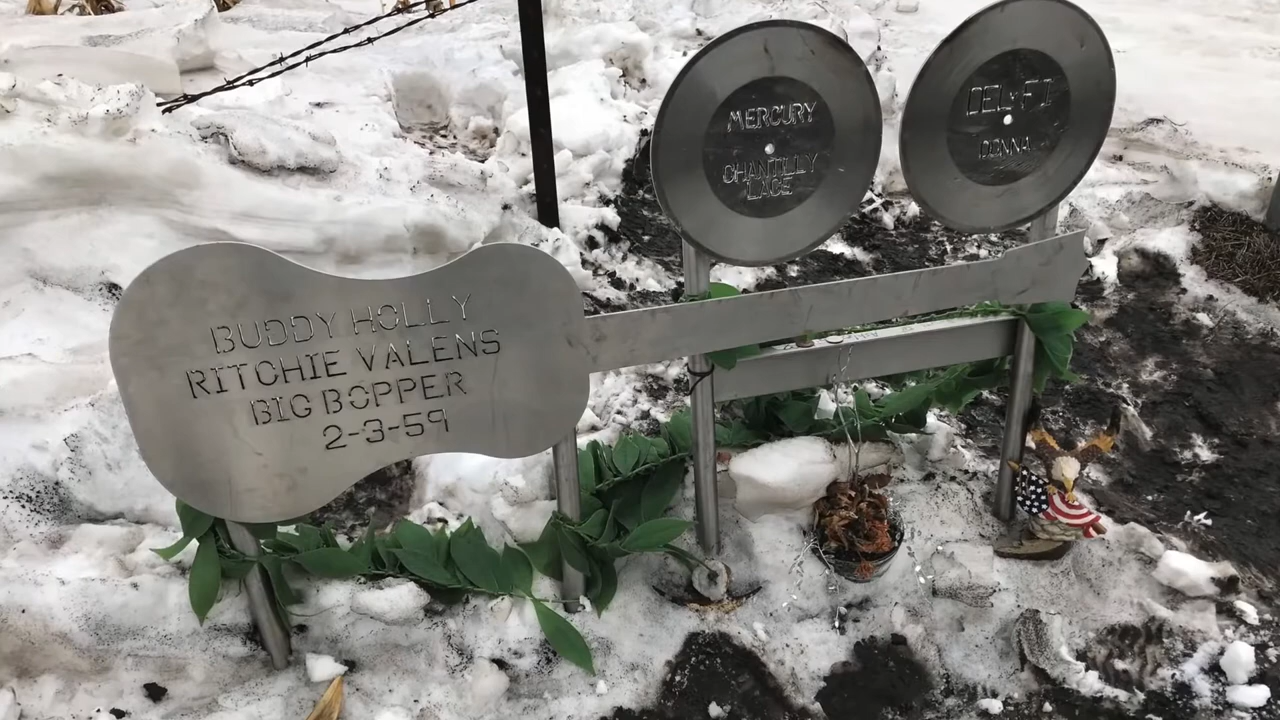 BUDDY HOLLY
RITCHIE VALENS
BIG BOPPER
2-3-59
MERCURY
CHANTILLY
LACE
DEL FI
DONNA